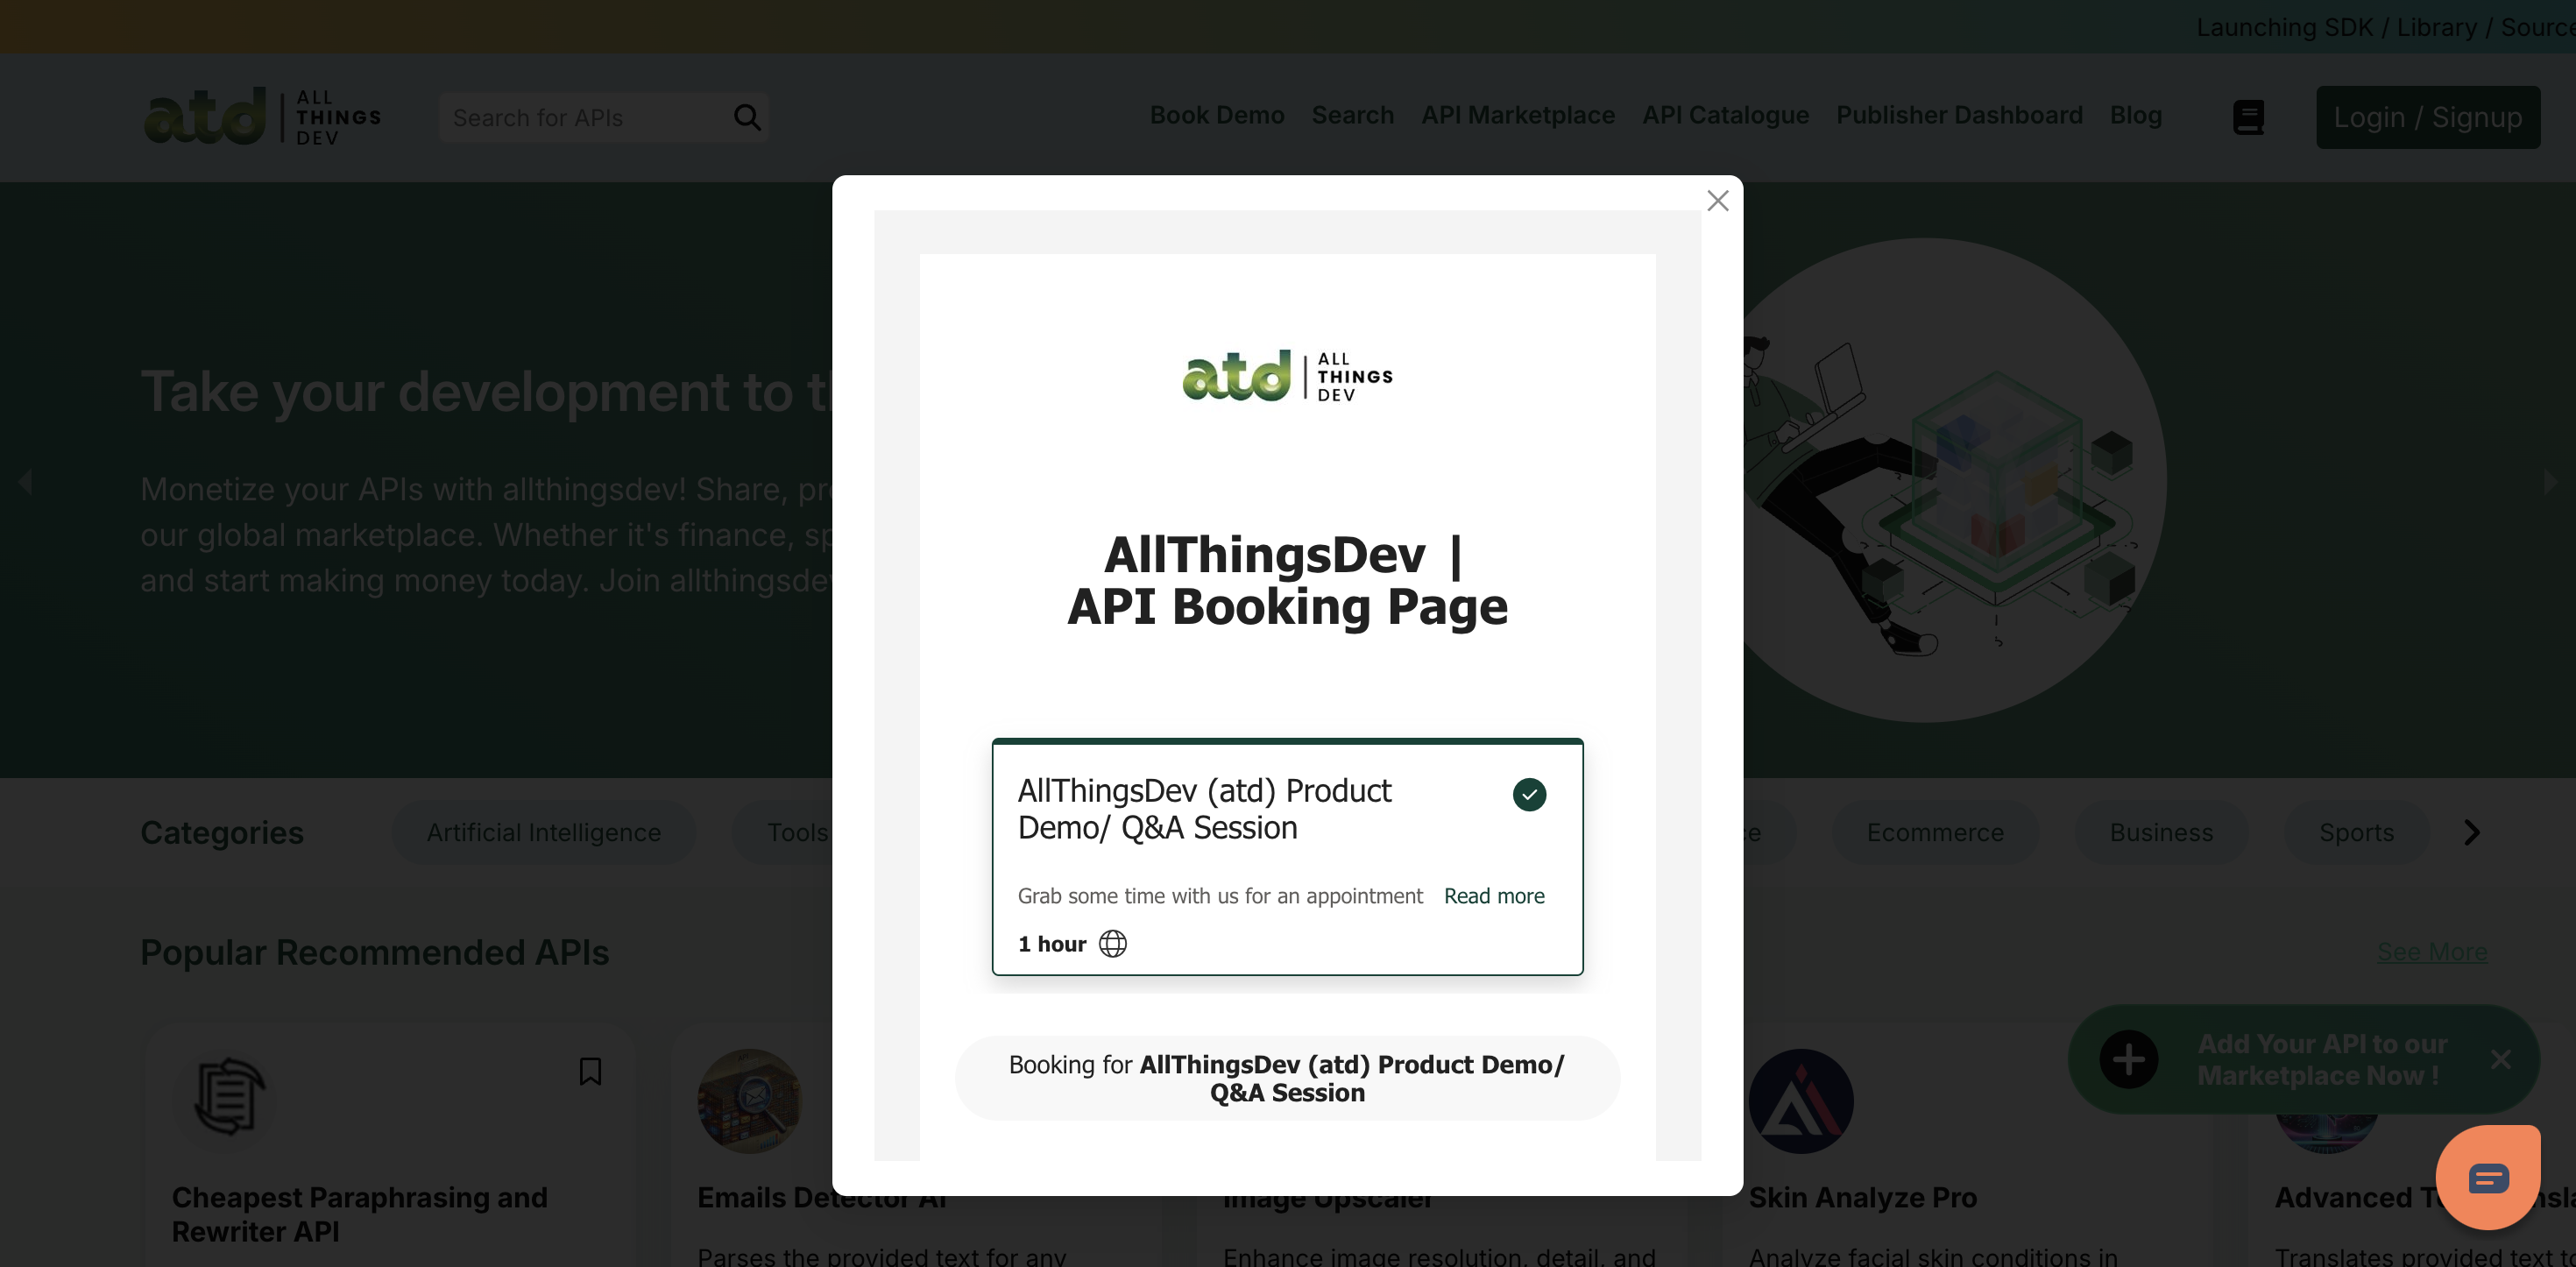 Launching SDK / Library / Source
atd | ALL THINGS DEV
Search for APIs
Book Demo
Search
API Marketplace
API Catalogue
Publisher Dashboard
Blog
Login / Signup
Take your development to
Monetize your APIs with allthingsdev! Share,
our global marketplace. Whether it's finance,
and start making money today. Join
atd | ALL THINGS DEV
AllThingsDev |
API Booking Page
AllThingsDev (atd) Product
Demo/ Q&A Session
Grab some time with us for an appointment Read more
1 hour
Booking for AllThingsDev (atd) Product Demo/
Q&A Session
Categories
Artificial Intelligence
Tools
Ecommerce
Business
Sports
Popular Recommended APIs
See More
Add Your API to our
Marketplace Now !
Cheapest Paraphrasing and
Rewriter API
Emails Detector AI
Parses the provided text for any
Image Upscaler
Enhance image resolution, detail, and
Skin Analyze Pro
Analyze facial skin conditions in
Advanced
Translates provided text